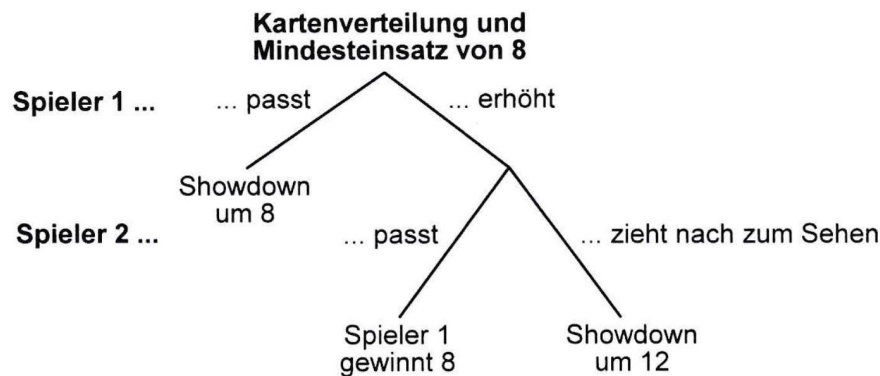 Kartenverteilung und
Mindesteinsatz von 8
Spieler 1 ... ... passt ... erhöht
Showdown
um 8
Spieler 2 ... ... passt ... zieht nach zum Sehen
Spieler 1 Showdown
gewinnt 8 um 12